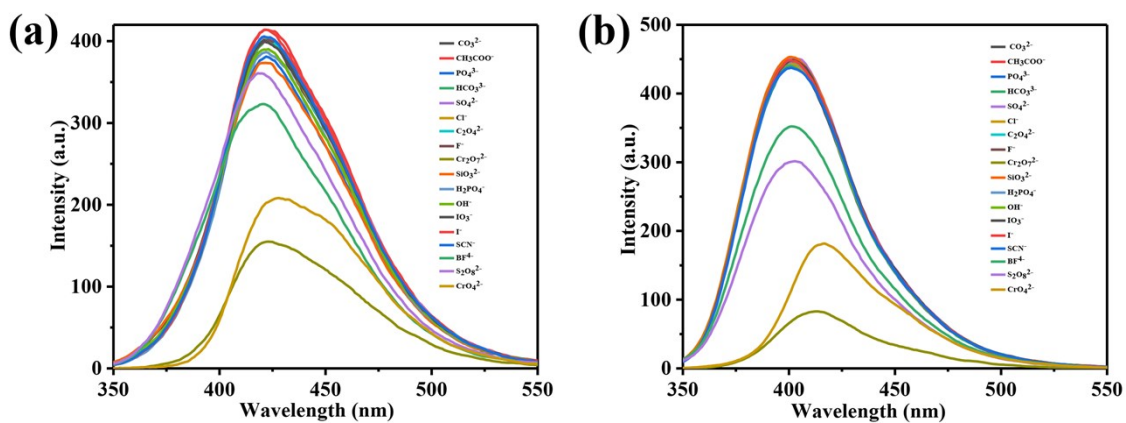 (a)
400
300
200
100
0
350
400
450
500
550
Intensity (a.u.)
Wavelength (nm)
CO₃²⁻
CH3COO⁻
PO₄³⁻
HCO₃³⁻
SO₄²⁻
Cl⁻
C₂O₄²⁻
F⁻
Cr₂O₇²⁻
SiO₃²⁻
H₂PO₄⁻
OH⁻
IO₃⁻
I⁻
SCN⁻
BF⁴⁻
S₂O₈²⁻
CrO₄²⁻
(b)
500
400
300
200
100
0
350
400
450
500
550
Intensity (a.u.)
Wavelength (nm)
CO₃²⁻
CH3COO⁻
PO₄³⁻
HCO₃³⁻
SO₄²⁻
Cl⁻
C₂O₄²⁻
F⁻
Cr₂O₇²⁻
SiO₃²⁻
H₂PO₄⁻
OH⁻
IO₃⁻
I⁻
SCN⁻
BF⁴⁻
S₂O₈²⁻
CrO₄²⁻